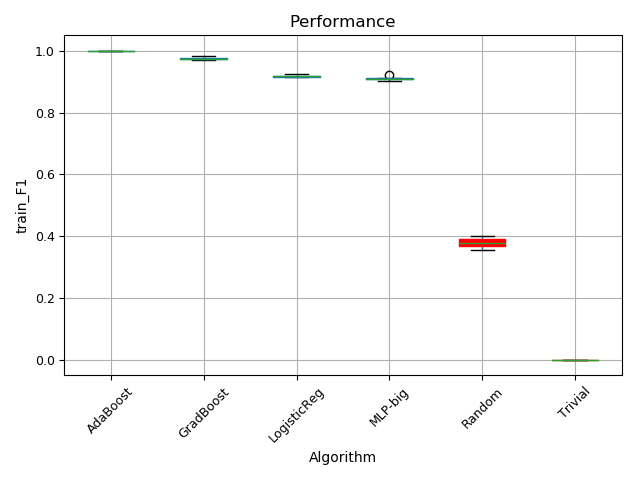 Performance
train_F1
1.0
0.8
0.6
0.4
0.2
0.0
AdaBoost
GradBoost
LogisticReg
MLP-big
Random
Trivial
Algorithm